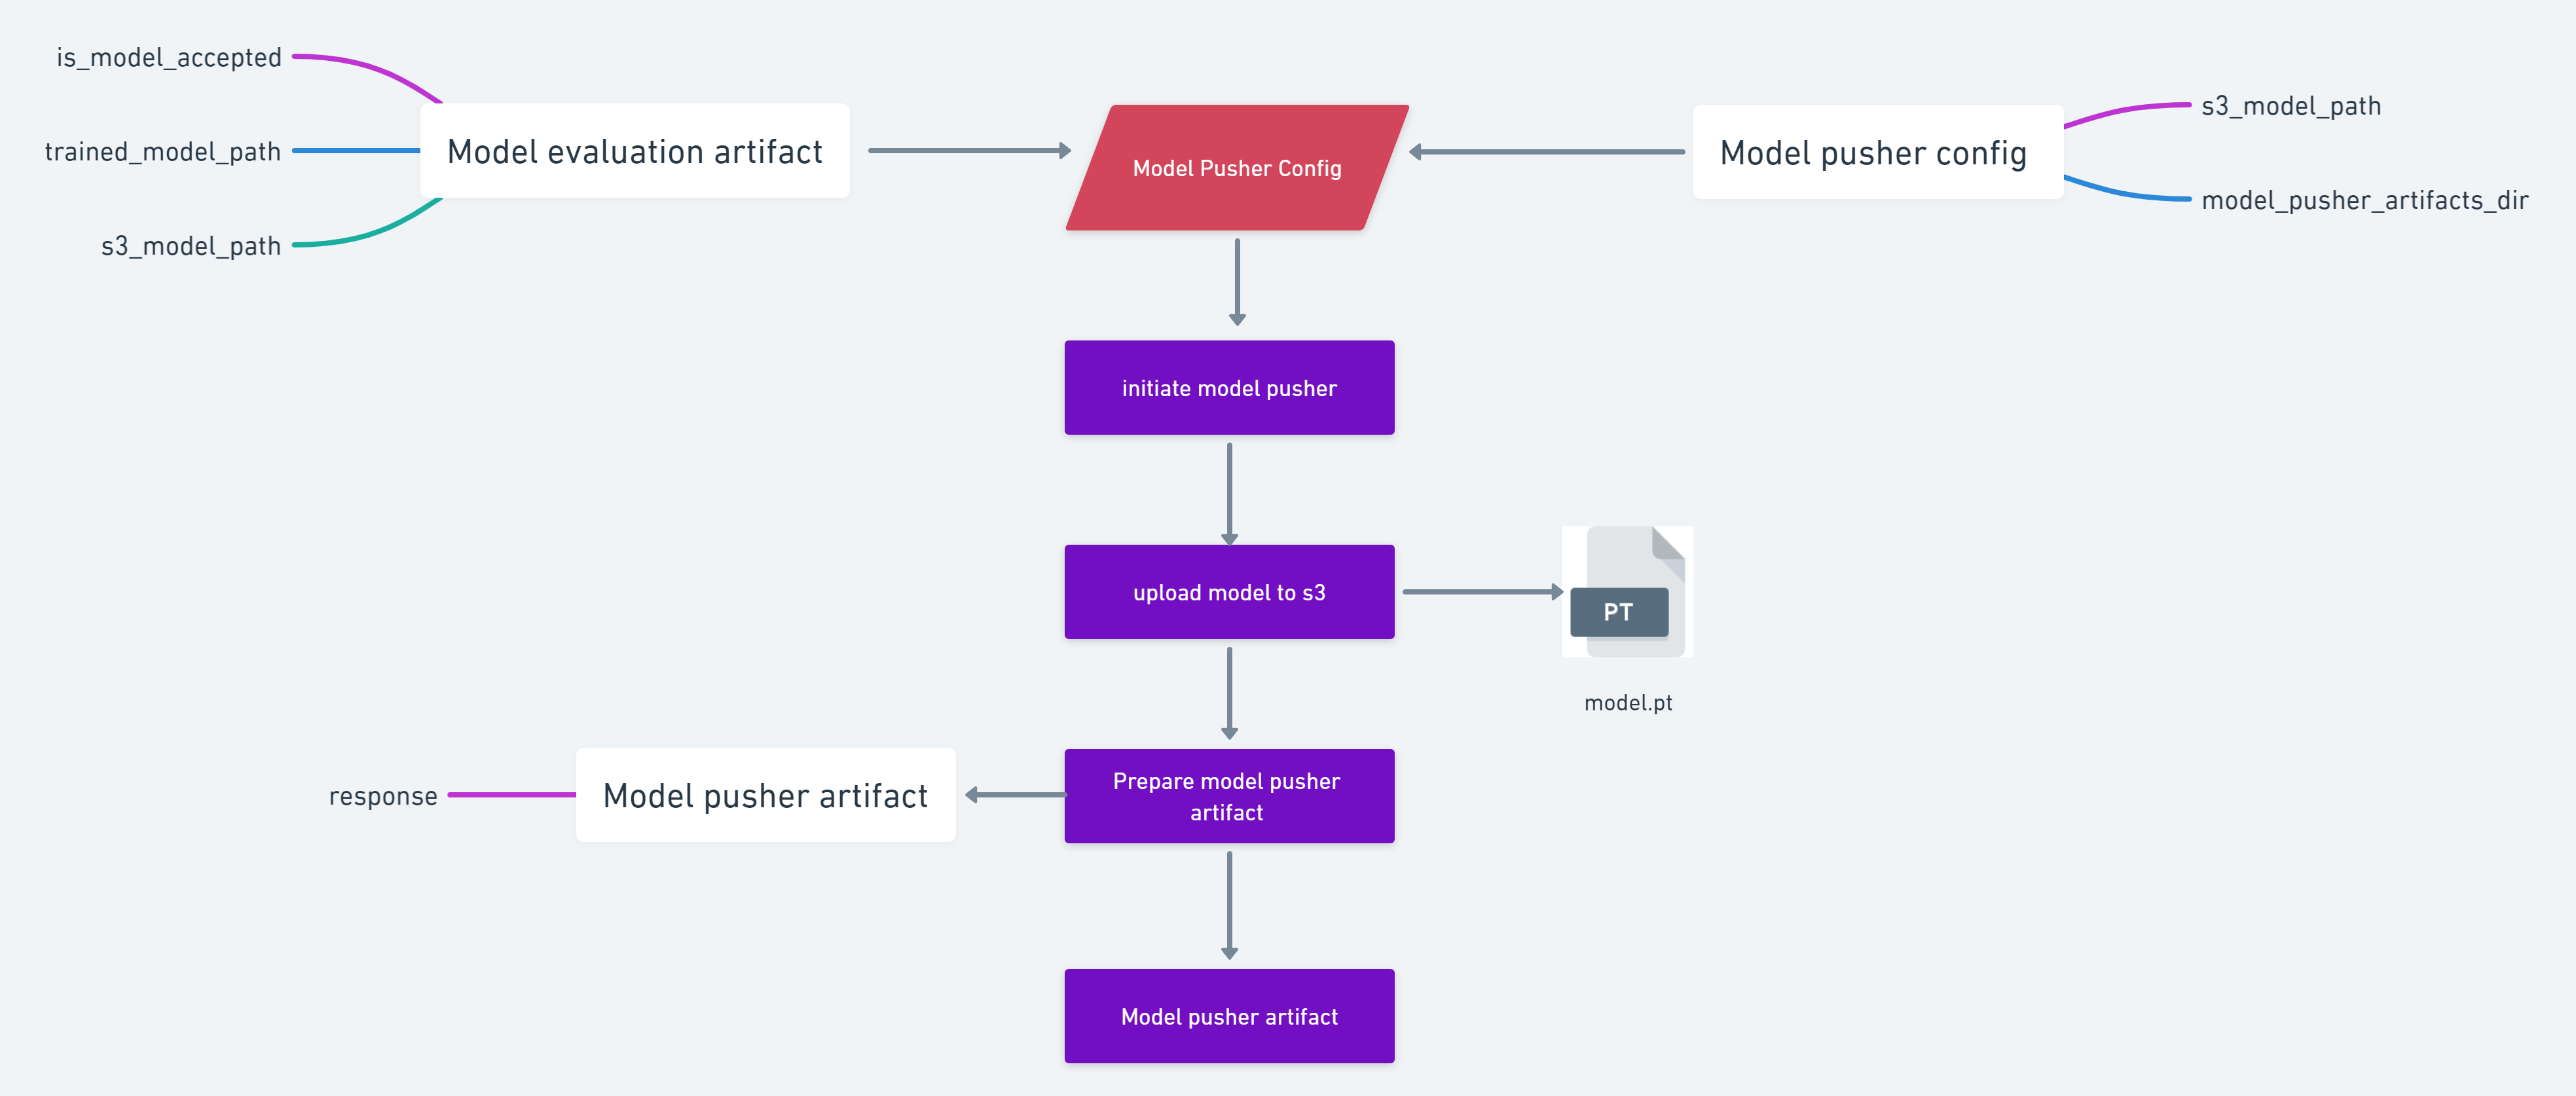 is_model_accepted
trained_model_path
s3_model_path
Model evaluation artifact
Model Pusher Config
Model pusher config
s3_model_path
model_pusher_artifacts_dir
initiate model pusher
upload model to s3
PT
model.pt
response
Model pusher artifact
Prepare model pusher
artifact
Model pusher artifact